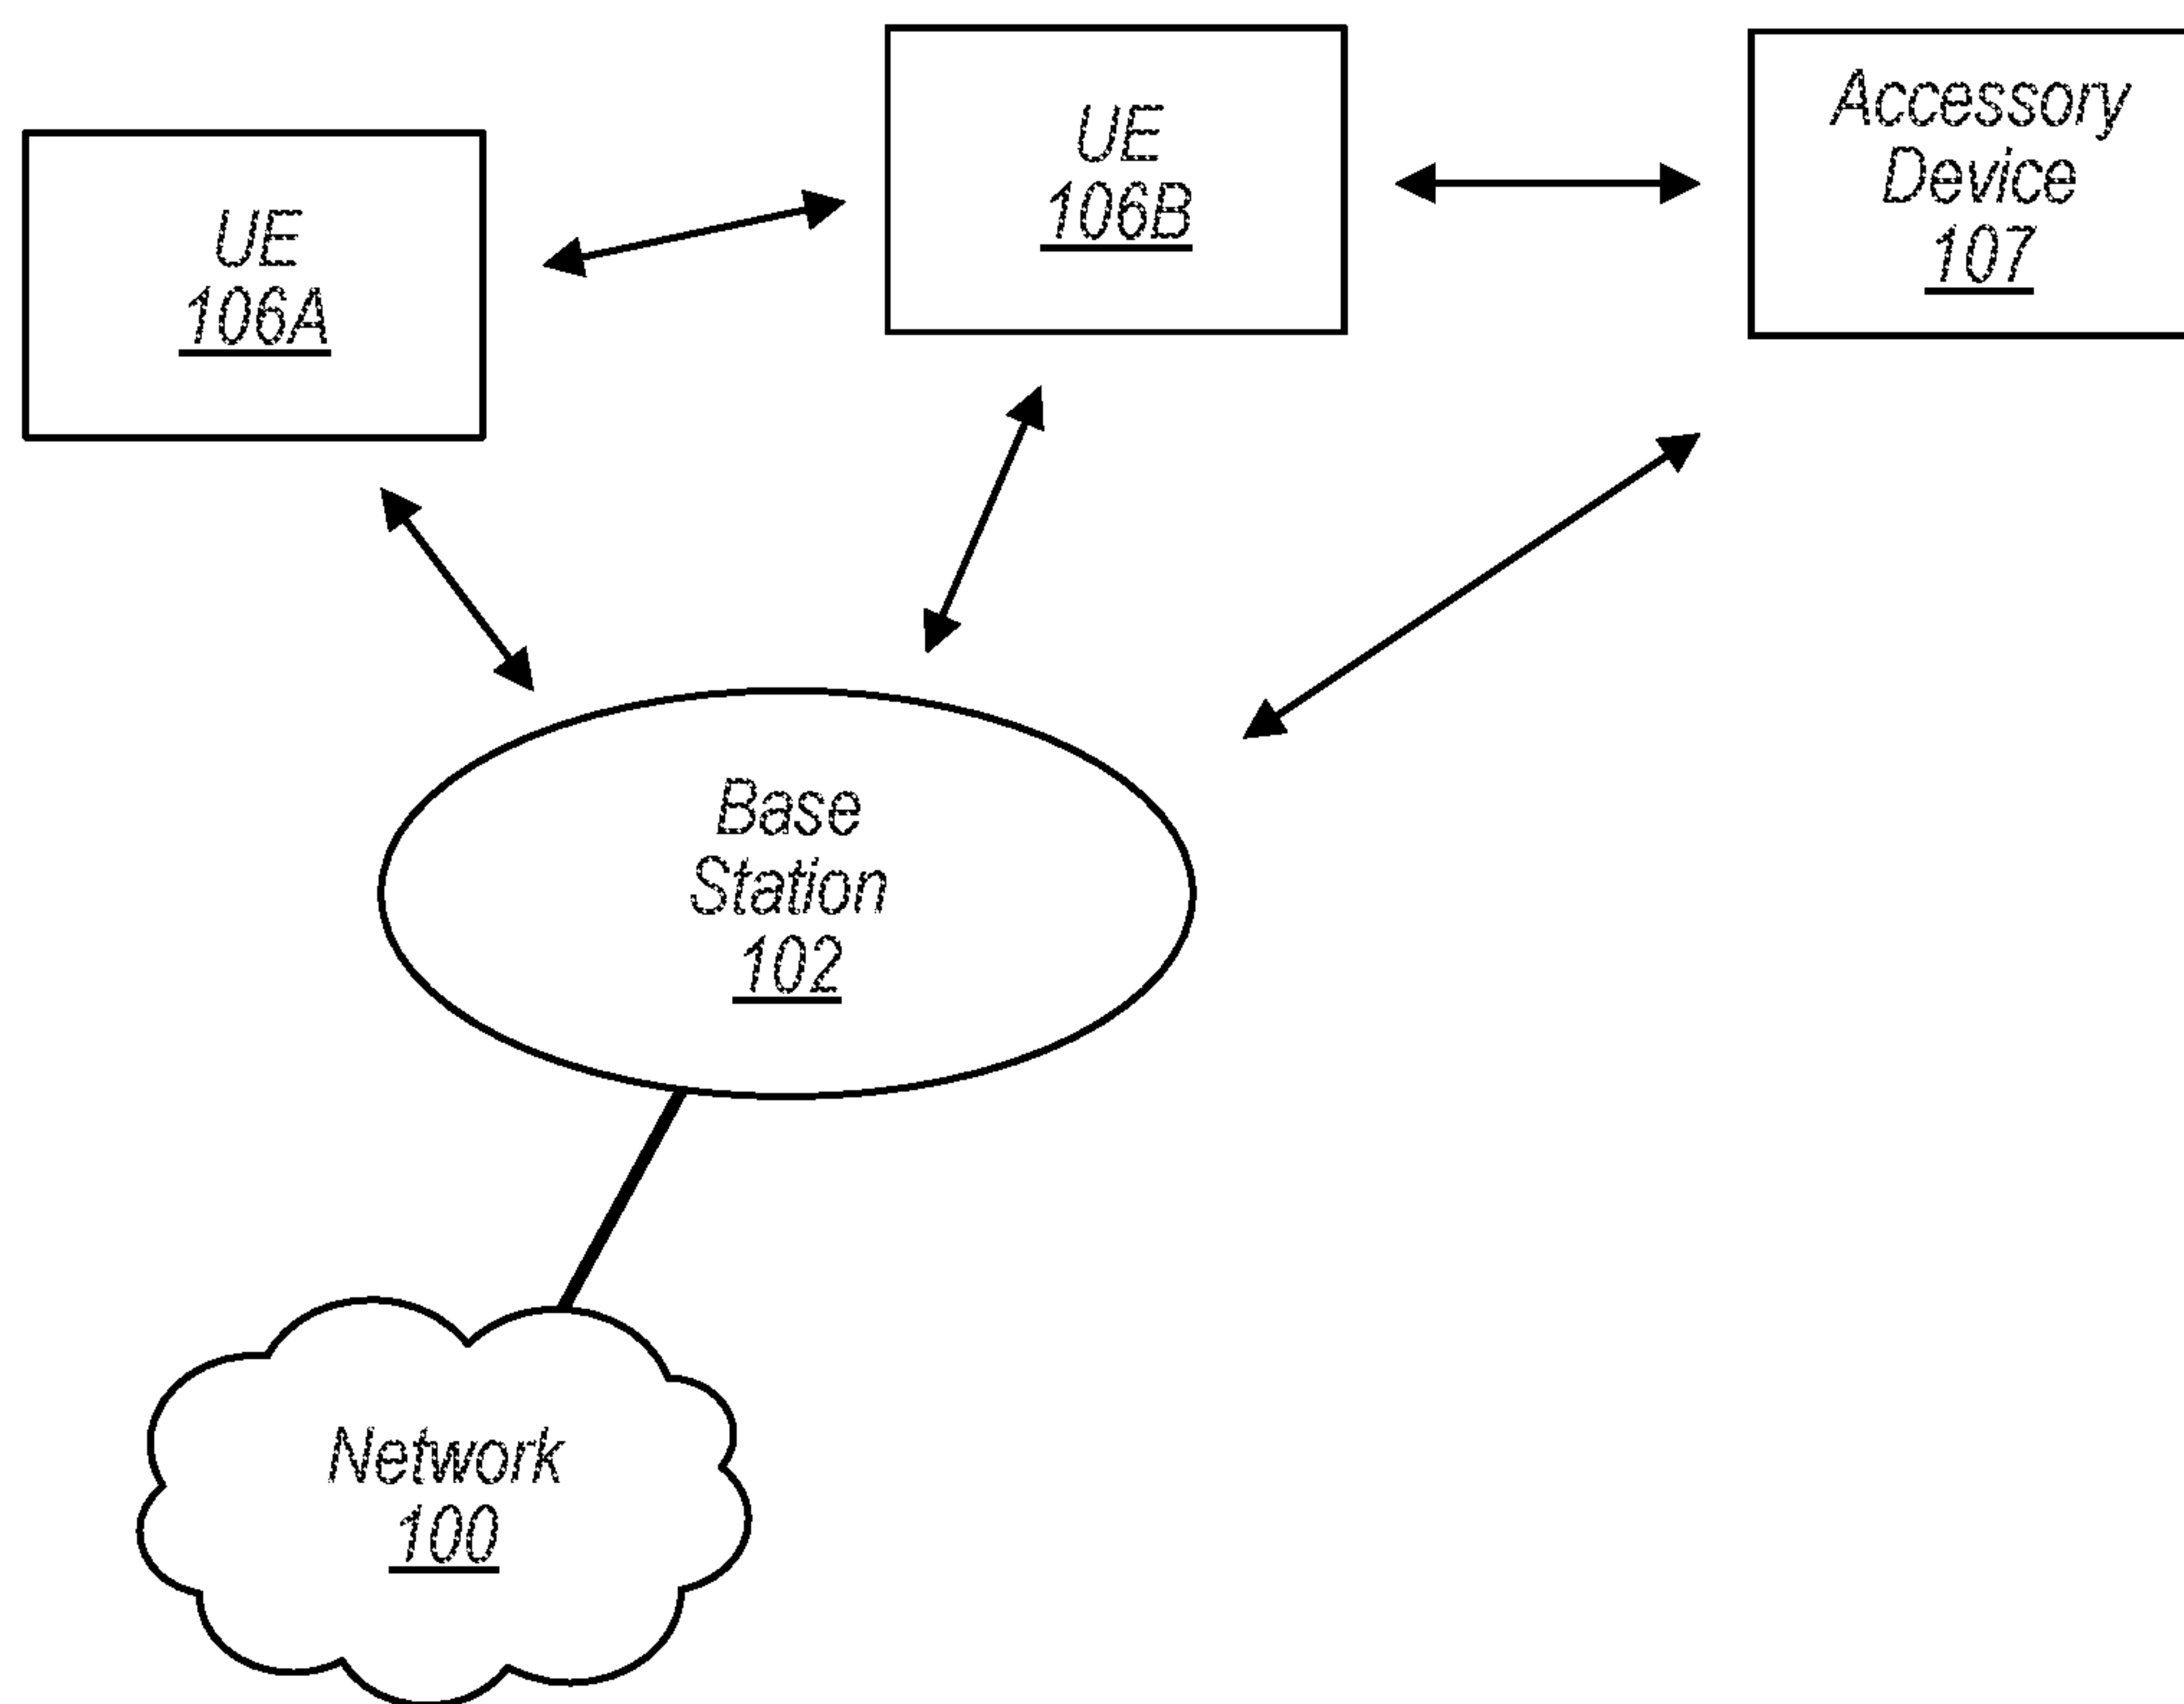 UE
106A
UE
106B
Accessory
Device
107
Base
Station
102
Network
100